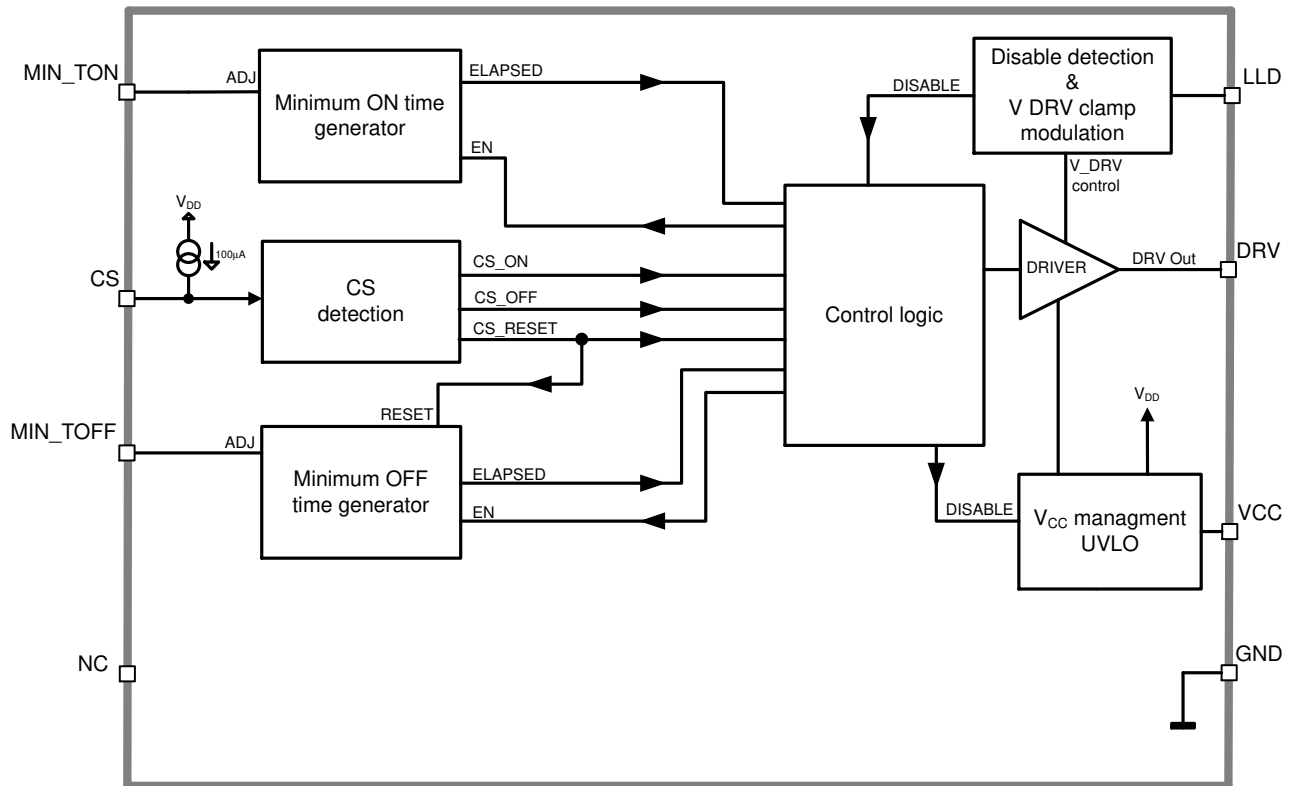 MIN_TON
ADJ
Minimum ON time
generator
ELAPSED
EN
DISABLE
Disable detection
&
V DRV clamp
modulation
LLD
V_DRV
control
VDD
100µA
CS
CS
detection
CS_ON
CS_OFF
CS_RESET
Control logic
DRIVER
DRV Out
DRV
MIN_TOFF
ADJ
RESET
Minimum OFF
time generator
ELAPSED
EN
DISABLE
VDD
VCC managment
UVLO
VCC
NC
GND